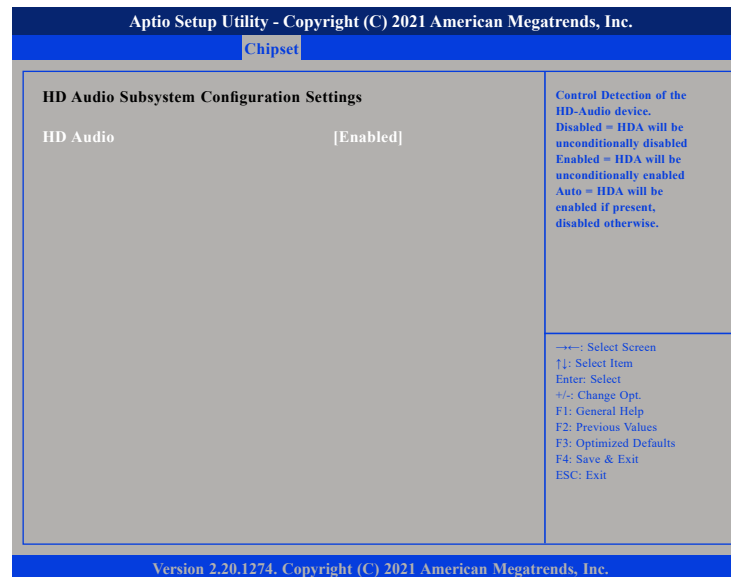 Aptio Setup Utility - Copyright (C) 2021 American Megatrends, Inc.
Chipset
HD Audio Subsystem Configuration Settings
HD Audio [Enabled]
Control Detection of the
HD-Audio device.
Disabled = HDA will be
unconditionally disabled
Enabled = HDA will be
unconditionally enabled
Auto = HDA will be
enabled if present,
disabled otherwise.
→←: Select Screen
↑↓: Select Item
Enter: Select
+/-: Change Opt.
F1: General Help
F2: Previous Values
F3: Optimized Defaults
F4: Save & Exit
ESC: Exit
Version 2.20.1274. Copyright (C) 2021 American Megatrends, Inc.